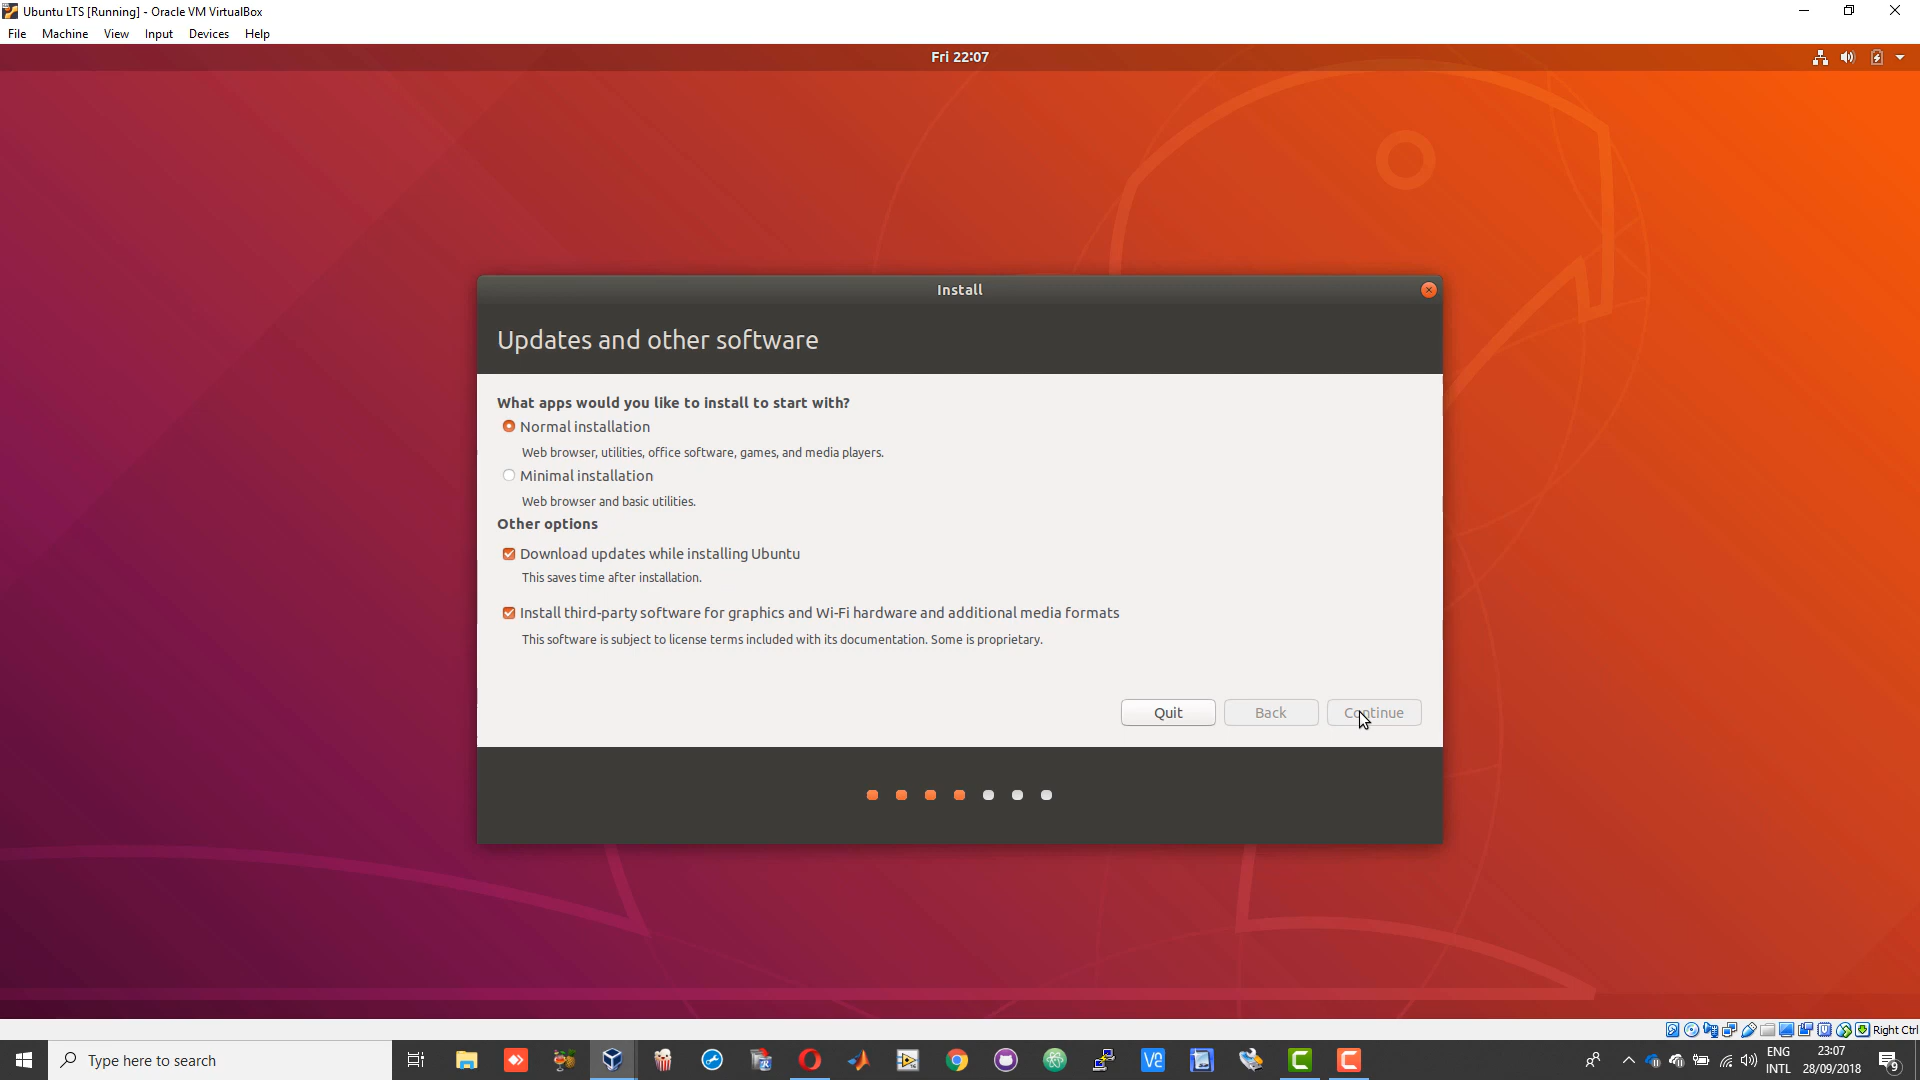 Ubuntu LTS [Running] - Oracle VM VirtualBox
File Machine View Input Devices Help
Fri 22:07
Install
Updates and other software
What apps would you like to install to start with?
Normal installation
Web browser, utilities, office software, games, and media players.
Minimal installation
Web browser and basic utilities.
Other options
Download updates while installing Ubuntu
This saves time after installation.
Install third-party software for graphics and Wi-Fi hardware and additional media formats
This software is subject to license terms included with its documentation. Some is proprietary.
Quit Back Continue
Right Ctrl
Type here to search
ENG
INTL
23:07
28/09/2018
9